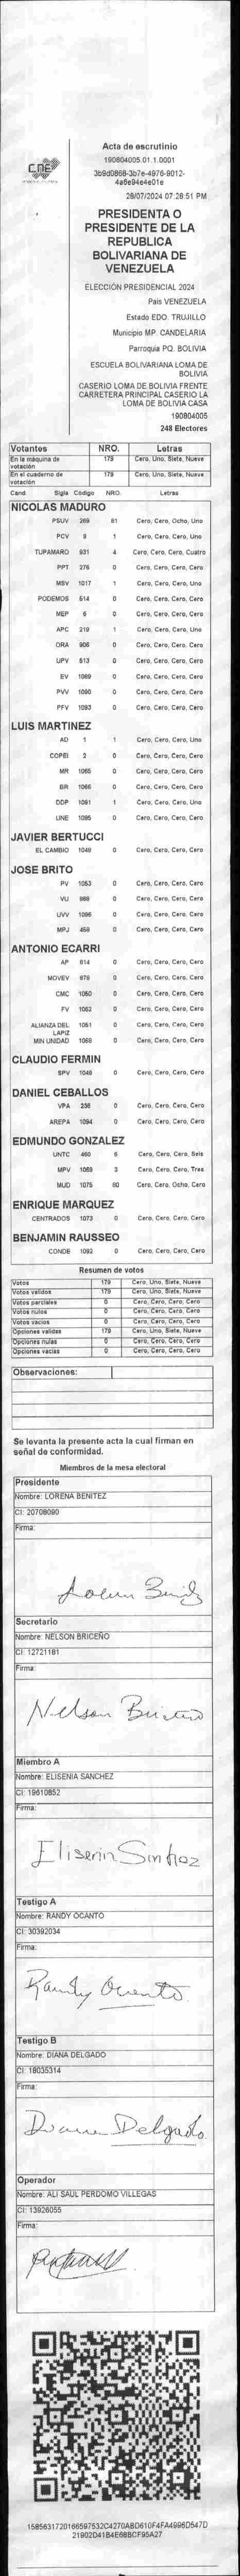 CNE
Acta de escrutinio
190804005.01.1.0001
28/07/2024 07:28:51 PM
PRESIDENTA O
PRESIDENTE DE LA
REPUBLICA
BOLIVARIANA DE
VENEZUELA
ELECCIÓN PRESIDENCIAL 2024
País VENEZUELA
Estado EDO. TRUJILLO
Municipio MP. CANDELARIA
Parroquia PQ. BOLIVIA
ESCUELA BOLIVARIANA LOMA DE
BOLIVIA
CASERIO LOMA DE BOLIVIA FRENTE
CARRETERA PRINCIPAL CASERIO LA
LOMA DE BOLIVIA CASA
190804005
248 Electores
Votantes NRO. Letras
En la máquina de votación 179 Cero, Uno, Siete, Nueve
En el cuaderno de votación 179 Cero, Uno, Siete, Nueve
Cand. Sigla Código NRO. Letras
NICOLAS MADURO
PSUV 269 81 Cero, Cero, Ocho, Uno
PCV 9 1 Cero, Cero, Cero, Uno
TUPAMARO 931 4 Cero, Cero, Cero, Cuatro
PPT 276 0 Cero, Cero, Cero, Cero
MSV 1017 1 Cero, Cero, Cero, Uno
PODEMOS 514 0 Cero, Cero, Cero, Cero
MEP 6 0 Cero, Cero, Cero, Cero
APC 219 1 Cero, Cero, Cero, Uno
ORA 906 0 Cero, Cero, Cero, Cero
UPV 513 0 Cero, Cero, Cero, Cero
EV 1089 0 Cero, Cero, Cero, Cero
PVV 1090 0 Cero, Cero, Cero, Cero
PFV 1093 0 Cero, Cero, Cero, Cero
LUIS MARTINEZ
AD 1 1 Cero, Cero, Cero, Uno
COPEI 2 0 Cero, Cero, Cero, Cero
MR 1065 0 Cero, Cero, Cero, Cero
BR 1066 0 Cero, Cero, Cero, Cero
DDP 1091 1 Cero, Cero, Cero, Uno
UNE 1095 0 Cero, Cero, Cero, Cero
JAVIER BERTUCCI
EL CAMBIO 1048 0 Cero, Cero, Cero, Cero
JOSE BRITO
PV 1053 0 Cero, Cero, Cero, Cero
VU 988 0 Cero, Cero, Cero, Cero
UVV 1096 0 Cero, Cero, Cero, Cero
MPJ 459 0 Cero, Cero, Cero, Cero
ANTONIO ECARRI
AP 614 0 Cero, Cero, Cero, Cero
MOVEV 978 0 Cero, Cero, Cero, Cero
CMC 1050 0 Cero, Cero, Cero, Cero
FV 1062 0 Cero, Cero, Cero, Cero
ALIANZA DEL LAPIZ 1051 0 Cero, Cero, Cero, Cero
MIN UNIDAD 1068 0 Cero, Cero, Cero, Cero
CLAUDIO FERMIN
SPV 1046 0 Cero, Cero, Cero, Cero
DANIEL CEBALLOS
VPA 236 0 Cero, Cero, Cero, Cero
AREPA 1094 0 Cero, Cero, Cero, Cero
EDMUNDO GONZALEZ
UNTC 460 6 Cero, Cero, Cero, Seis
MPV 1069 3 Cero, Cero, Cero, Tres
MUD 1075 80 Cero, Cero, Ocho, Cero
ENRIQUE MARQUEZ
CENTRADOS 1073 0 Cero, Cero, Cero, Cero
BENJAMIN RAUSSEO
CONDE 1092 0 Cero, Cero, Cero, Cero
Resumen de votos
Votos 179 Cero, Uno, Siete, Nueve
Votos validos 179 Cero, Uno, Siete, Nueve
Votos parciales 0 Cero, Cero, Cero, Cero
Votos nulos 0 Cero, Cero, Cero, Cero
Votos vacios 0 Cero, Cero, Cero, Cero
Opciones validas 179 Cero, Uno, Siete, Nueve
Opciones nulas 0 Cero, Cero, Cero, Cero
Opciones vacias 0 Cero, Cero, Cero, Cero
Observaciones:
Se levanta la presente acta la cual firman en
señal de conformidad.
Miembros de la mesa electoral
Presidente
Nombre: LORENA BENITEZ
CI: 20708090
Firma:
Secretario
Nombre: NELSON BRICEÑO
CI: 12721181
Firma:
Nelson Briceño
Miembro A
Nombre: ELISENIA SANCHEZ
CI: 19610852
Firma:
Testigo A
Nombre: RANDY OCANTO
CI: 30392034
Firma:
Randy Ocanto
Testigo B
Nombre: DIANA DELGADO
CI: 18035314
Firma:
Diana Delgado
Operador
Nombre: ALI SAUL PERDOMO VILLEGAS
CI: 13926055
Firma: